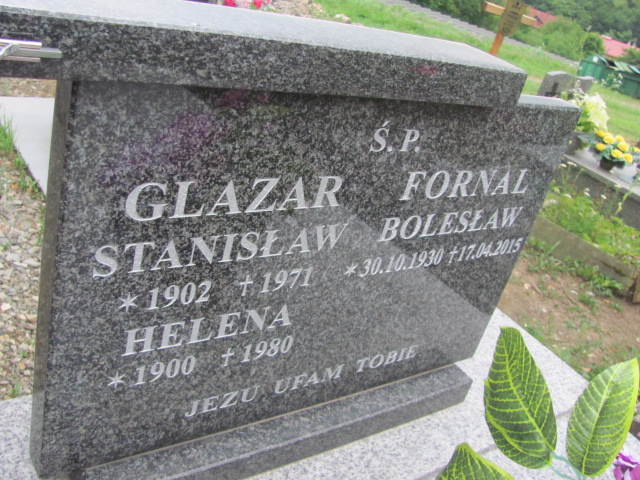 Ś.P.
GLAZAR
STANISŁAW
*1902 †1971
HELENA
*1900 †1980
FORNAL
BOLESŁAW
*30.10.1930 †17.04.2015
JEZU UFAM TOBIE